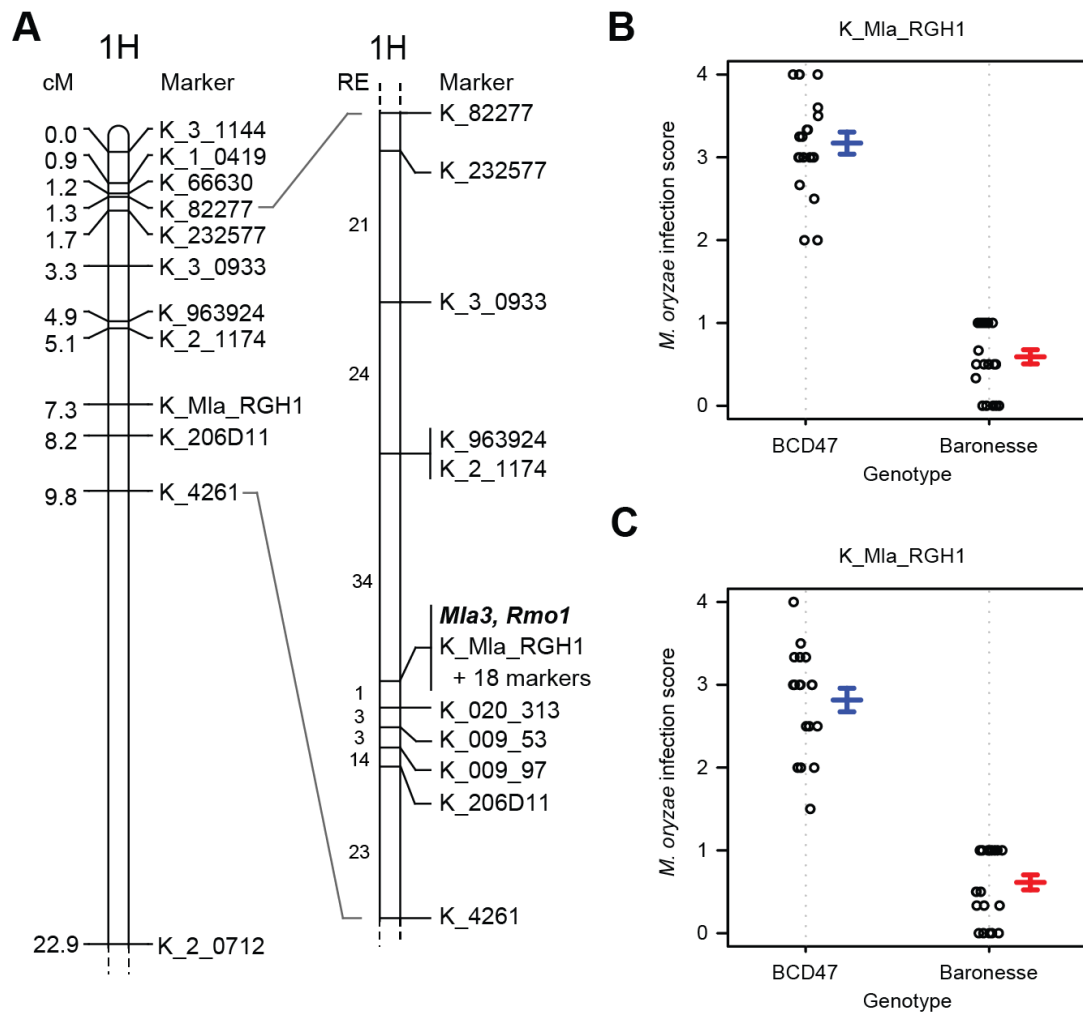 A
1H
cM Marker
0.0 K_3_1144
0.9 K_1_0419
1.2 K_66630
1.3 K_82277
1.7 K_232577
3.3 K_3_0933
4.9 K_963924
5.1 K_2_1174
7.3 K_Mla_RGH1
8.2 K_206D11
9.8 K_4261
22.9 K_2_0712
1H
RE Marker
K_82277
K_232577
21
K_3_0933
24
K_963924
K_2_1174
34
Mla3, Rmo1
K_Mla_RGH1
+ 18 markers
1
K_020_313
3
K_009_53
3
K_009_97
14
K_206D11
23
K_4261
B
K_Mla_RGH1
M. oryzae infection score
4
3
2
1
0
BCD47 Baronesse
Genotype
C
K_Mla_RGH1
M. oryzae infection score
4
3
2
1
0
BCD47 Baronesse
Genotype